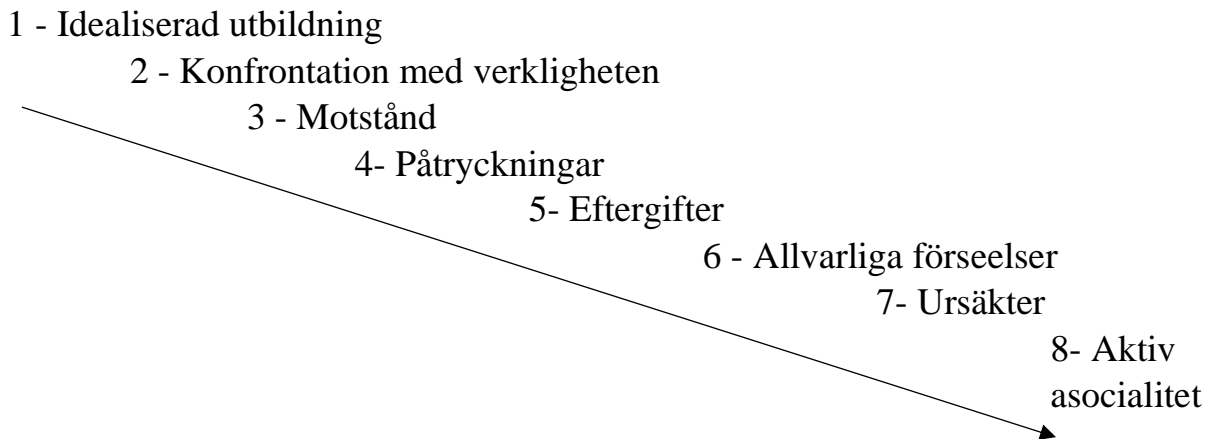 1 - Idealiserad utbildning
2 - Konfrontation med verkligheten
3 - Motstånd
4- Påtryckningar
5- Eftergifter
6 - Allvarliga förseelser
7- Ursäkter
8- Aktiv
asocialitet